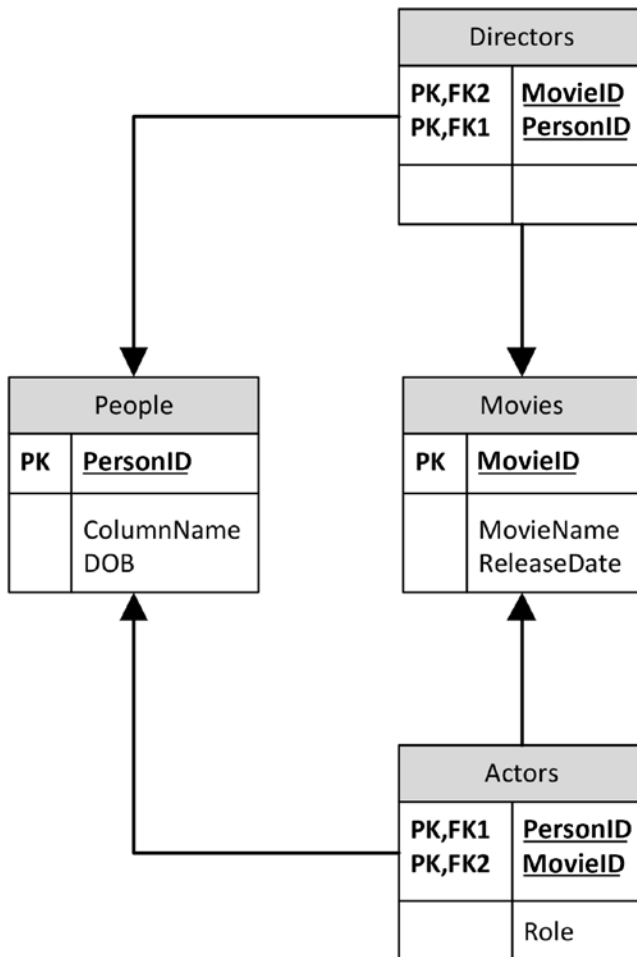 Directors
PK,FK2 MovieID
PK,FK1 PersonID
People
PK PersonID
ColumnName
DOB
Movies
PK MovieID
MovieName
ReleaseDate
Actors
PK,FK1 PersonID
PK,FK2 MovieID
Role